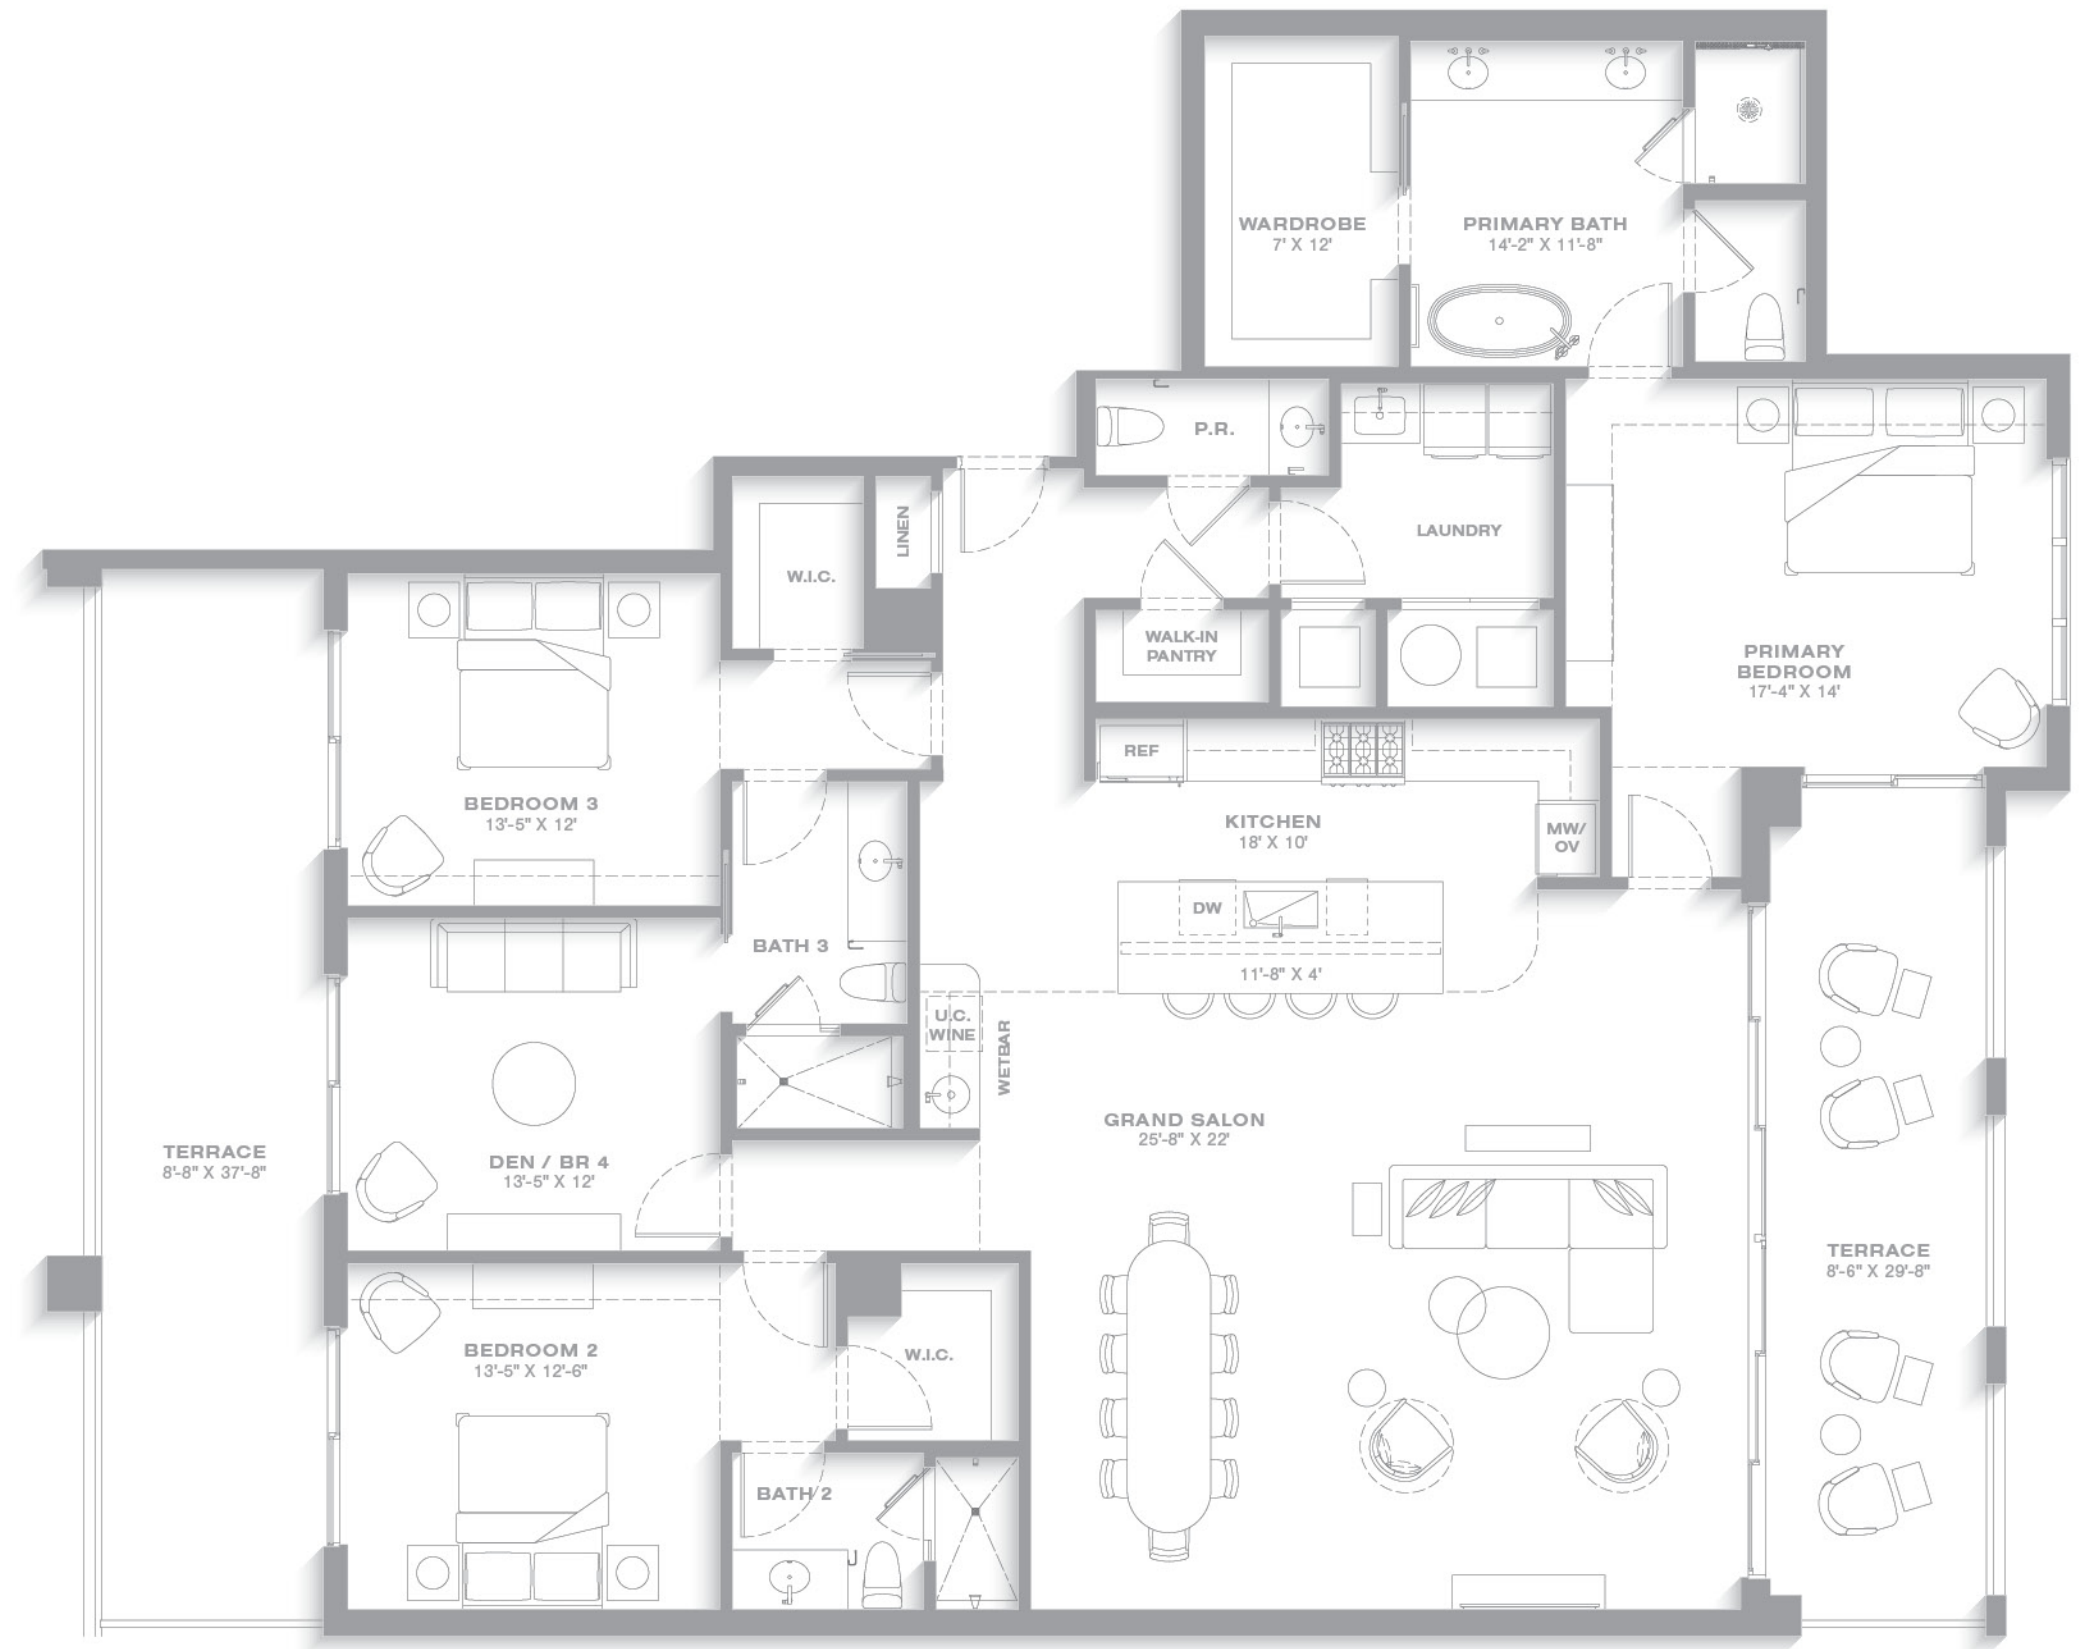 WARDROBE
7' X 12'
PRIMARY BATH
14'-2" X 11'-8"
P.R.
LINEN
W.I.C.
LAUNDRY
WALK-IN
PANTRY
PRIMARY
BEDROOM
17'-4" X 14'
REF
BEDROOM 3
13'-5" X 12'
KITCHEN
18' X 10'
MW/
OV
DW
BATH 3
11'-8" X 4'
U.C.
WINE
WETBAR
GRAND SALON
25'-8" X 22'
TERRACE
8'-8" X 37'-8"
DEN / BR 4
13'-5" X 12'
TERRACE
8'-6" X 29'-8"
BEDROOM 2
13'-5" X 12'-6"
W.I.C.
BATH 2